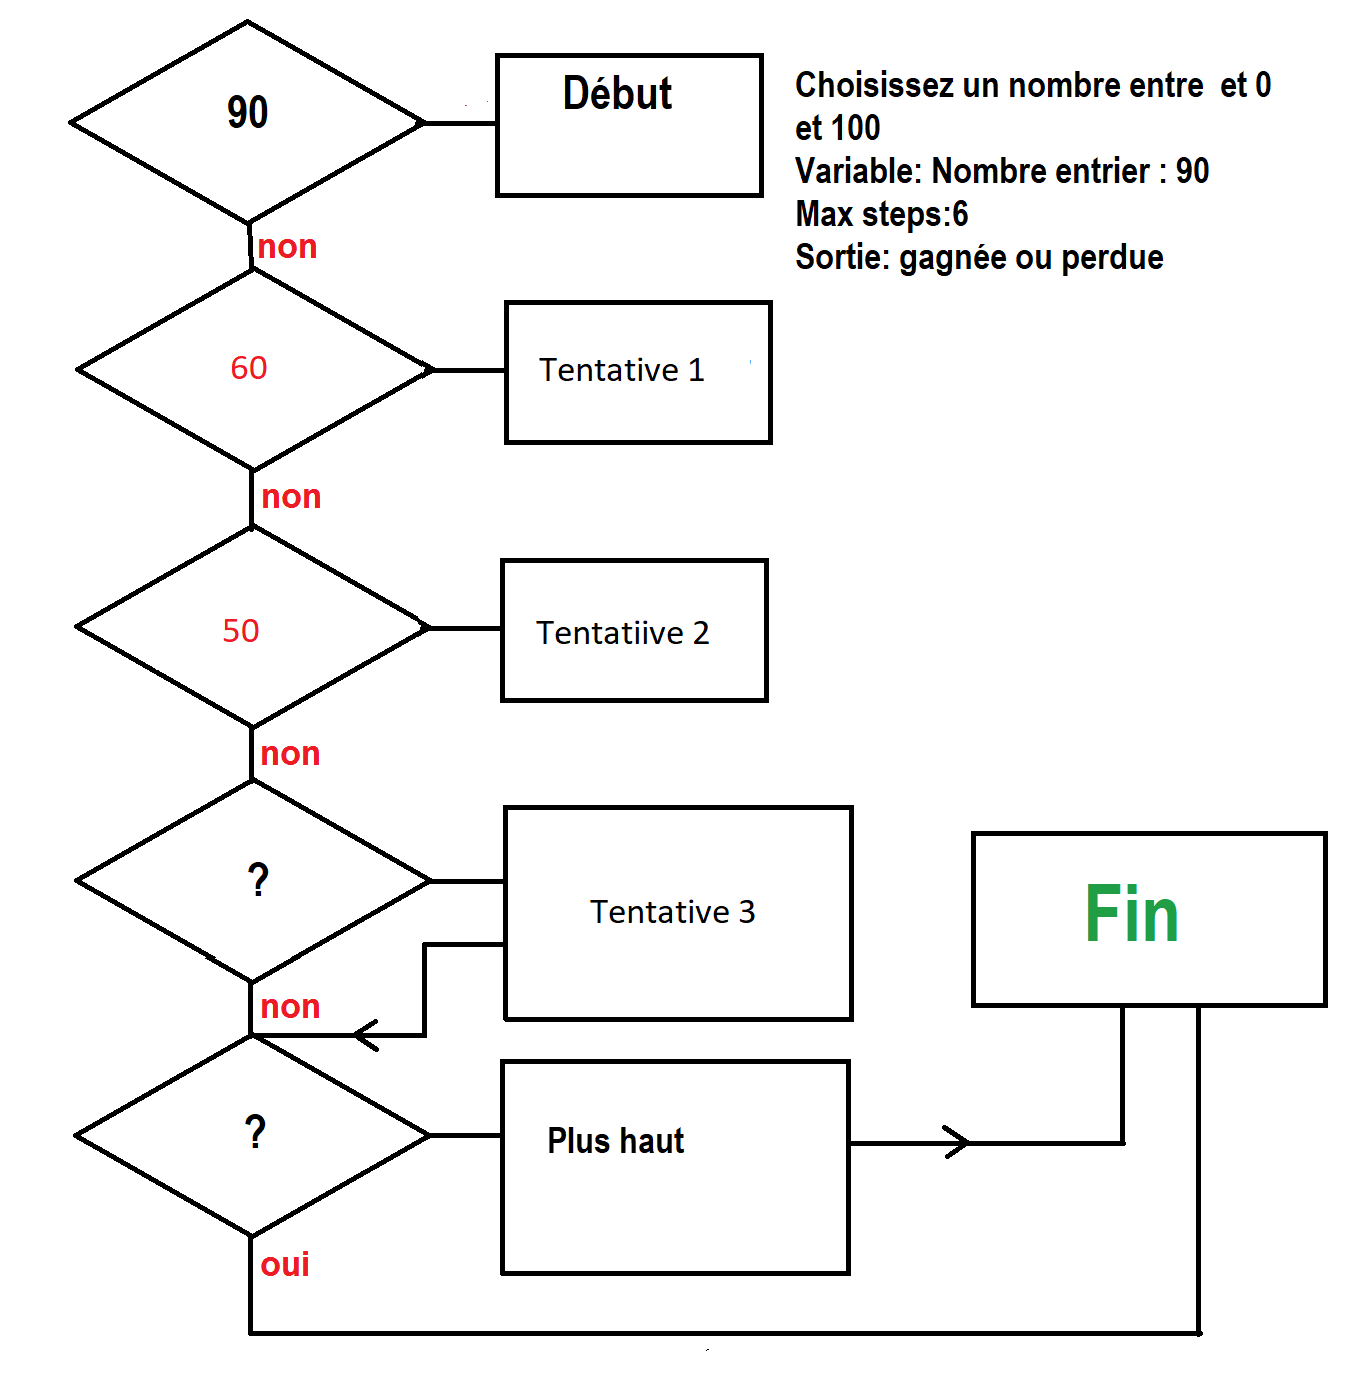 90
Début
Choisissez un nombre entre  et 0
et 100
Variable: Nombre entrier : 90
Max steps:6
Sortie: gagnée ou perdue
non
60
Tentative 1
non
50
Tentatiive 2
non
?
Tentative 3
Fin
non
?
Plus haut
oui